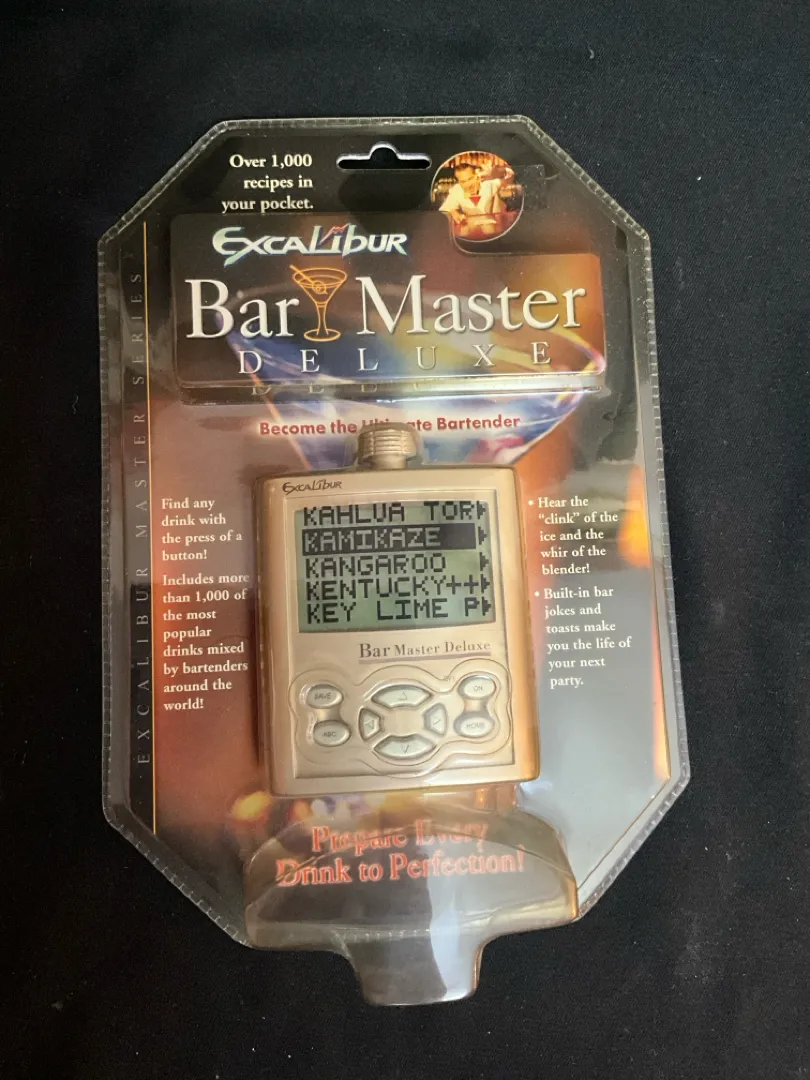 Over 1,000
recipes in
your pocket.
EXCALIBUR
Bar Master
DELUXE
Become the Ultimate Bartender
EXCALIBUR MASTER SERIES
Find any
drink with
the press of a
button!
Includes more
than 1,000 of
the most
popular
drinks mixed
by bartenders
around the
world!
EXCALIBUR
KAHLUA TOR
KAMIKAZE
KANGAROO
KENTUCKY++
KEY LIME P
Bar Master Deluxe
SAVE
ON
ABC
HOME
• Hear the
"clink" of the
ice and the
whir of the
blender!
• Built-in bar
jokes and
toasts make
you the life of
your next
party.
Prepare Every
Drink to Perfection!